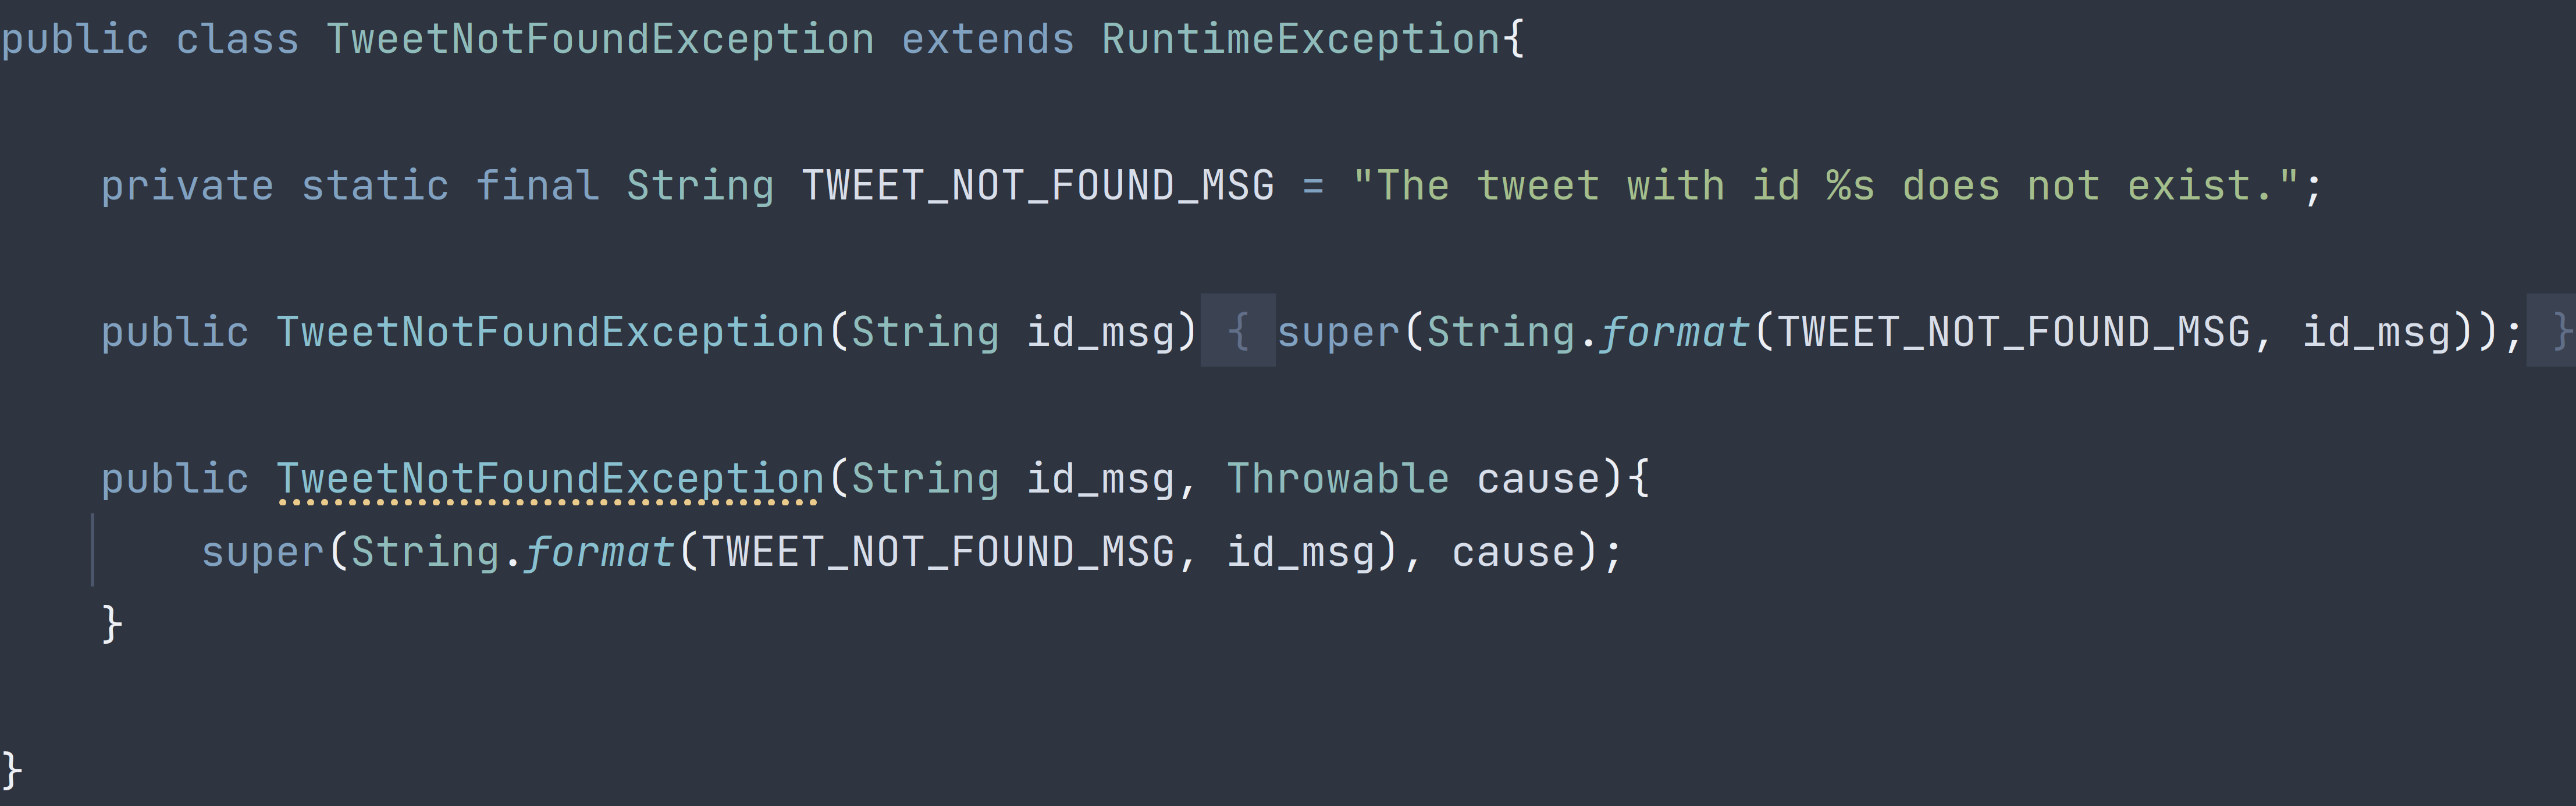 public class TweetNotFoundException extends RuntimeException{
private static final String TWEET_NOT_FOUND_MSG = "The tweet with id %s does not exist.";
public TweetNotFoundException(String id_msg) { super(String.format(TWEET_NOT_FOUND_MSG, id_msg)); }
public TweetNotFoundException(String id_msg, Throwable cause){
super(String.format(TWEET_NOT_FOUND_MSG, id_msg), cause);
}
}